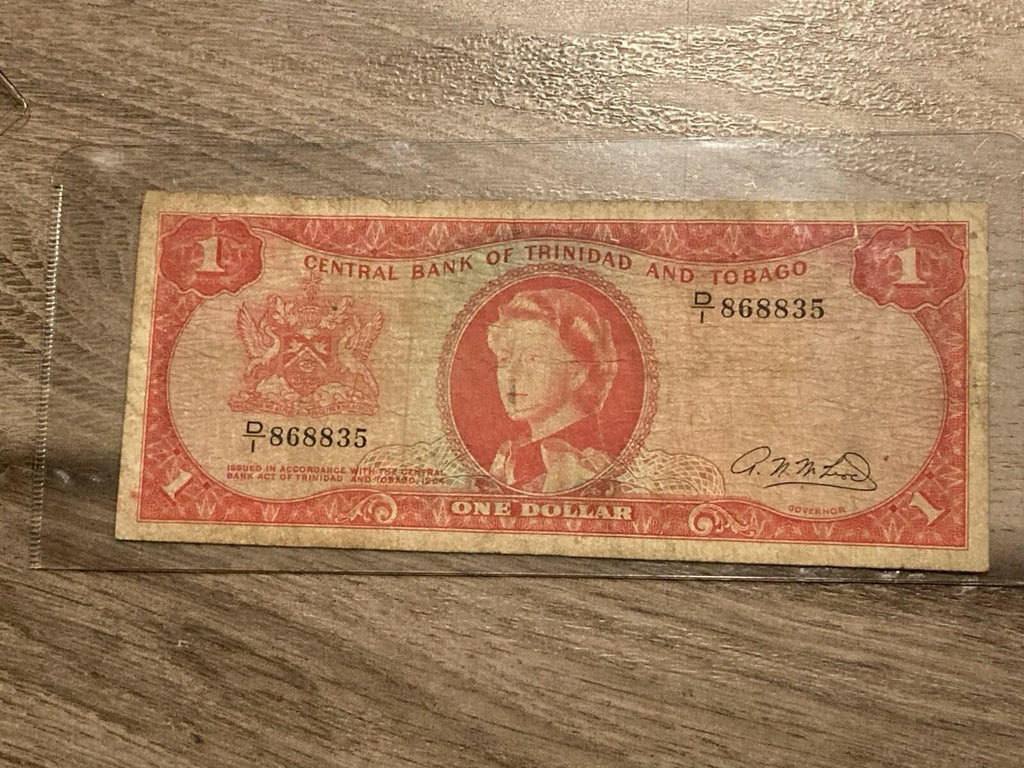 1
CENTRAL BANK OF TRINIDAD AND TOBAGO
1
D/1 868835
D/1 868835
ISSUED IN ACCORDANCE WITH THE CENTRAL
BANK ACT OF TRINIDAD AND TOBAGO, 1964
GOVERNOR
1
ONE DOLLAR
1